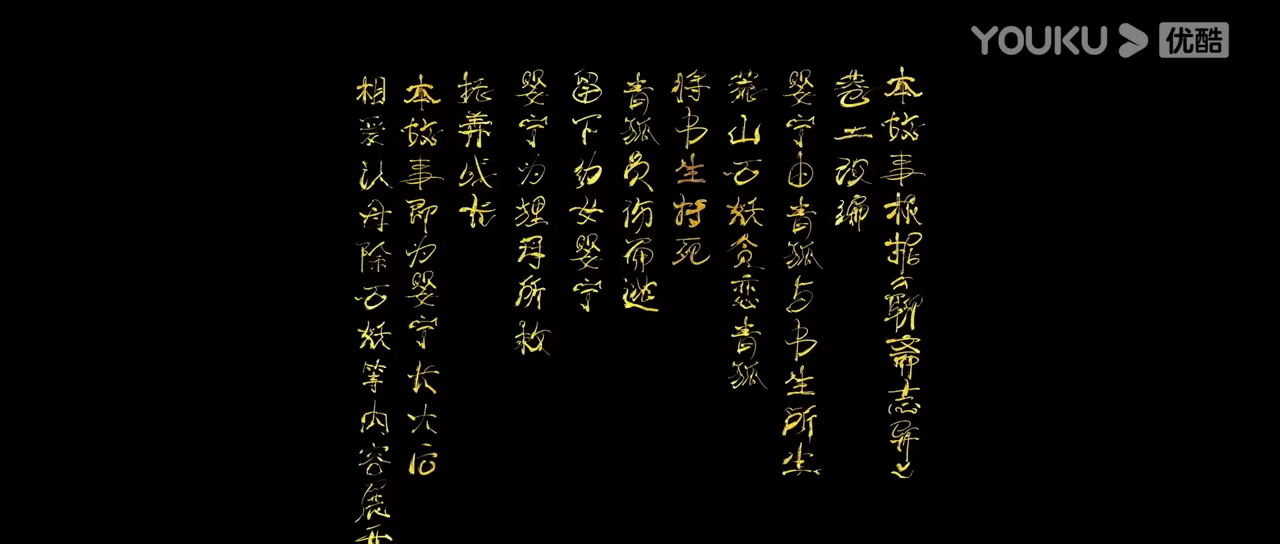 YOUKU 优酷
本故事根据聊斋志异之
卷二改编
婴宁由青狐与书生所生
山石妖贪恋青狐
将书生打死
青狐负伤而逃
留下幼女婴宁
婴宁为狸母所救
抚养成长
本故事即为婴宁长大后
相爱认母除石妖等内容展开